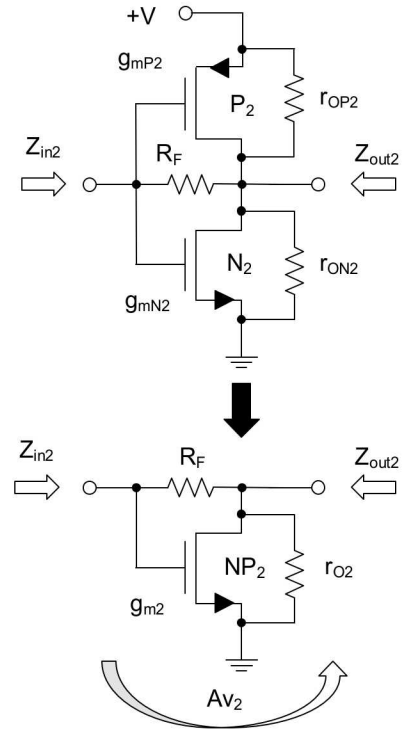 +V
gmP2
P2
rOP2
Zin2
RF
Zout2
N2
rON2
gmN2
Zin2
RF
Zout2
NP2
rO2
gm2
Av2